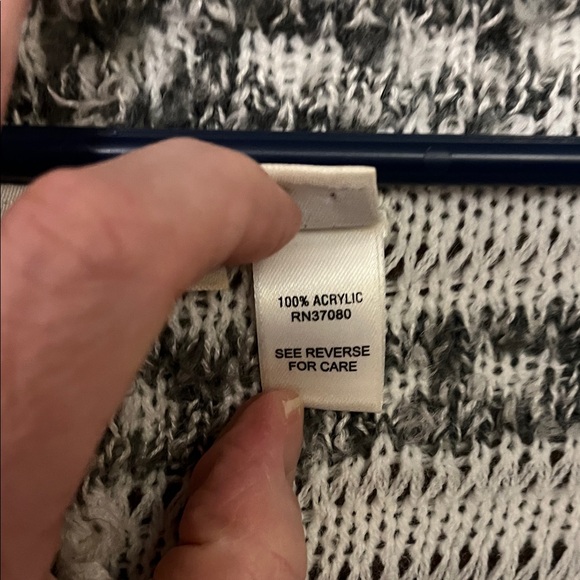 100% ACRYLIC
RN37080
SEE REVERSE
FOR CARE